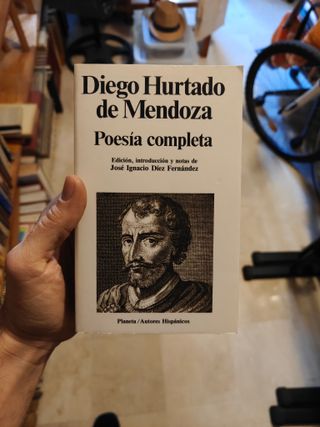 Diego Hurtado
de Mendoza
Poesía completa
Edición, introducción y notas de
José Ignacio Díez Fernández
Planeta/Autores Hispánicos